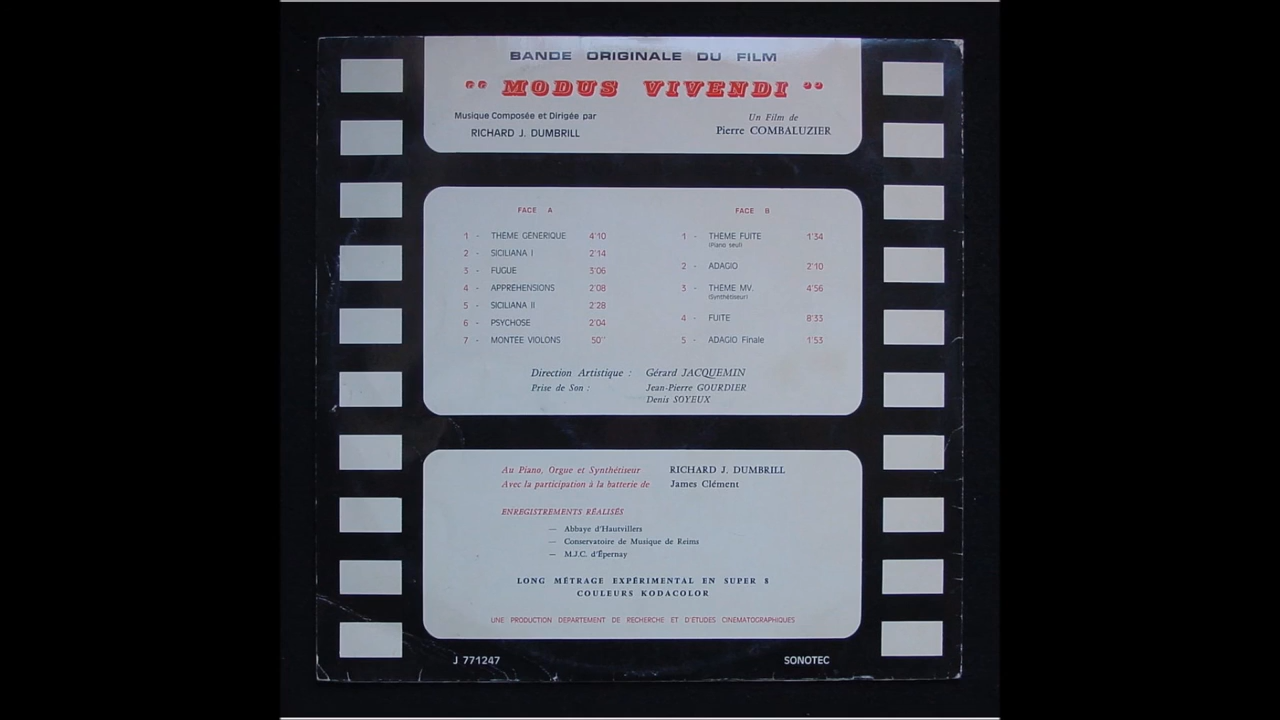 BANDE ORIGINALE DU FILM
"MODUS VIVENDI"
Musique Composée et Dirigée par
RICHARD J. DUMBRILL
Un Film de
Pierre COMBALUZIER
FACE A
1 - THEME GENERIQUE 4'10
2 - SICILIANA I 2'14
3 - FUGUE 3'06
4 - APPREHENSIONS 2'08
5 - SICILIANA II 2'28
6 - PSYCHOSE 2'04
7 - MONTEE VIOLONS 50''
FACE B
1 - THEME FUITE 1'34
(Piano seul)
2 - ADAGIO 2'10
3 - THEME MV. 4'56
(Synthétiseur)
4 - FUITE 8'33
5 - ADAGIO Finale 1'53
Direction Artistique : Gérard JACQUEMIN
Prise de Son : Jean-Pierre GOURDIER
Denis SOYEUX
Au Piano, Orgue et Synthétiseur RICHARD J. DUMBRILL
Avec la participation à la batterie de James Clément
ENREGISTREMENTS RÉALISÉS
— Abbaye d'Hautvillers
— Conservatoire de Musique de Reims
— M.J.C. d'Épernay
LONG MÉTRAGE EXPÉRIMENTAL EN SUPER 8
COULEURS KODACOLOR
UNE PRODUCTION DEPARTEMENT DE RECHERCHE ET D'ETUDES CINEMATOGRAPHIQUES
J 771247
SONOTEC